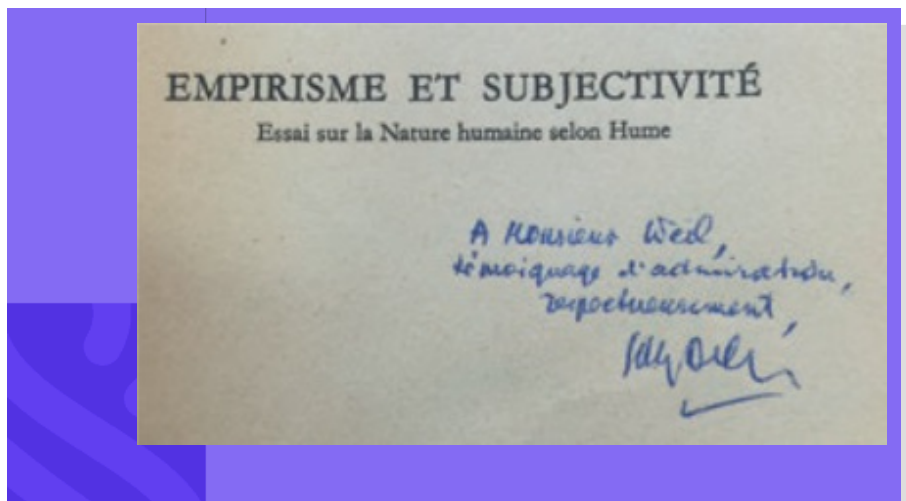 EMPIRISME ET SUBJECTIVITÉ
Essai sur la Nature humaine selon Hume
A Monsieur Weil,
témoignage d'admiration,
respectueusement,